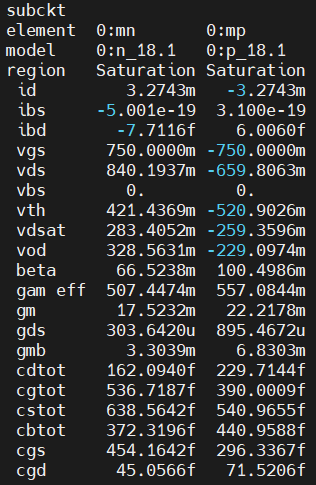 subckt
element  0:mn       0:mp
model    0:n_18.1   0:p_18.1
region   Saturation Saturation
id       3.2743m    -3.2743m
ibs      -5.001e-19 3.100e-19
ibd      -7.7116f   6.0060f
vgs      750.0000m  -750.0000m
vds      840.1937m  -659.8063m
vbs      0.         0.
vth      421.4369m  -520.9026m
vdsat    283.4052m  -259.3596m
vod      328.5631m  -229.0974m
beta     66.5238m   100.4986m
gam eff  507.4474m  557.0844m
gm       17.5232m   22.2178m
gds      303.6420u  895.4672u
gmb      3.3039m    6.8303m
cdtot    162.0940f  229.7144f
cgtot    536.7187f  390.0009f
cstot    638.5642f  540.9655f
cbtot    372.3196f  440.9588f
cgs      454.1642f  296.3367f
cgd      45.0566f   71.5206f